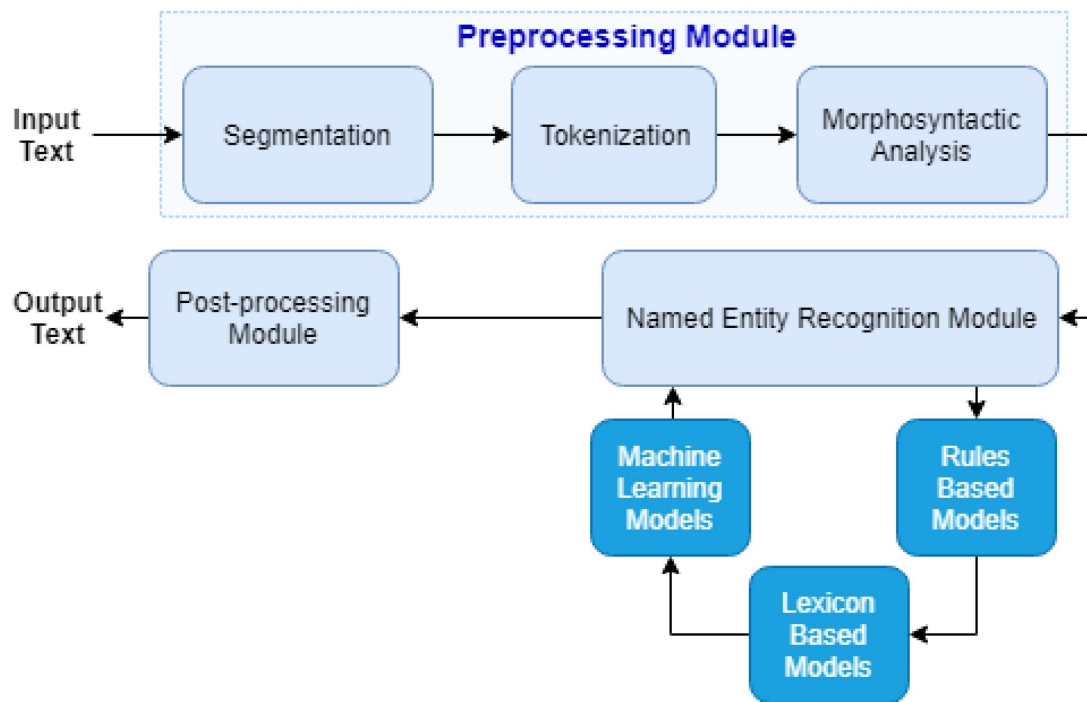 Preprocessing Module
Input
Text
Segmentation
Tokenization
Morphosyntactic
Analysis
Output
Text
Post-processing
Module
Named Entity Recognition Module
Machine
Learning
Models
Rules
Based
Models
Lexicon
Based
Models